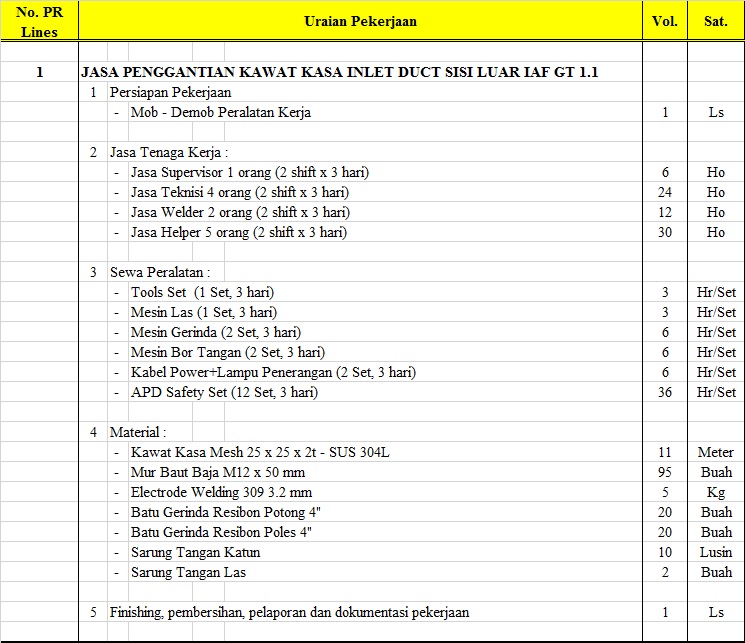 No. PR Lines Uraian Pekerjaan Vol. Sat.
1 JASA PENGGANTIAN KAWAT KASA INLET DUCT SISI LUAR IAF GT 1.1
1 Persiapan Pekerjaan
- Mob - Demob Peralatan Kerja 1 Ls
2 Jasa Tenaga Kerja :
- Jasa Supervisor 1 orang (2 shift x 3 hari) 6 Ho
- Jasa Teknisi 4 orang (2 shift x 3 hari) 24 Ho
- Jasa Welder 2 orang (2 shift x 3 hari) 12 Ho
- Jasa Helper 5 orang (2 shift x 3 hari) 30 Ho
3 Sewa Peralatan :
- Tools Set (1 Set, 3 hari) 3 Hr/Set
- Mesin Las (1 Set, 3 hari) 3 Hr/Set
- Mesin Gerinda (2 Set, 3 hari) 6 Hr/Set
- Mesin Bor Tangan (2 Set, 3 hari) 6 Hr/Set
- Kabel Power+Lampu Penerangan (2 Set, 3 hari) 6 Hr/Set
- APD Safety Set (12 Set, 3 hari) 36 Hr/Set
4 Material :
- Kawat Kasa Mesh 25 x 25 x 2t - SUS 304L 11 Meter
- Mur Baut Baja M12 x 50 mm 95 Buah
- Electrode Welding 309 3.2 mm 5 Kg
- Batu Gerinda Resibon Potong 4" 20 Buah
- Batu Gerinda Resibon Poles 4" 20 Buah
- Sarung Tangan Katun 10 Lusin
- Sarung Tangan Las 2 Buah
5 Finishing, pembersihan, pelaporan dan dokumentasi pekerjaan 1 Ls